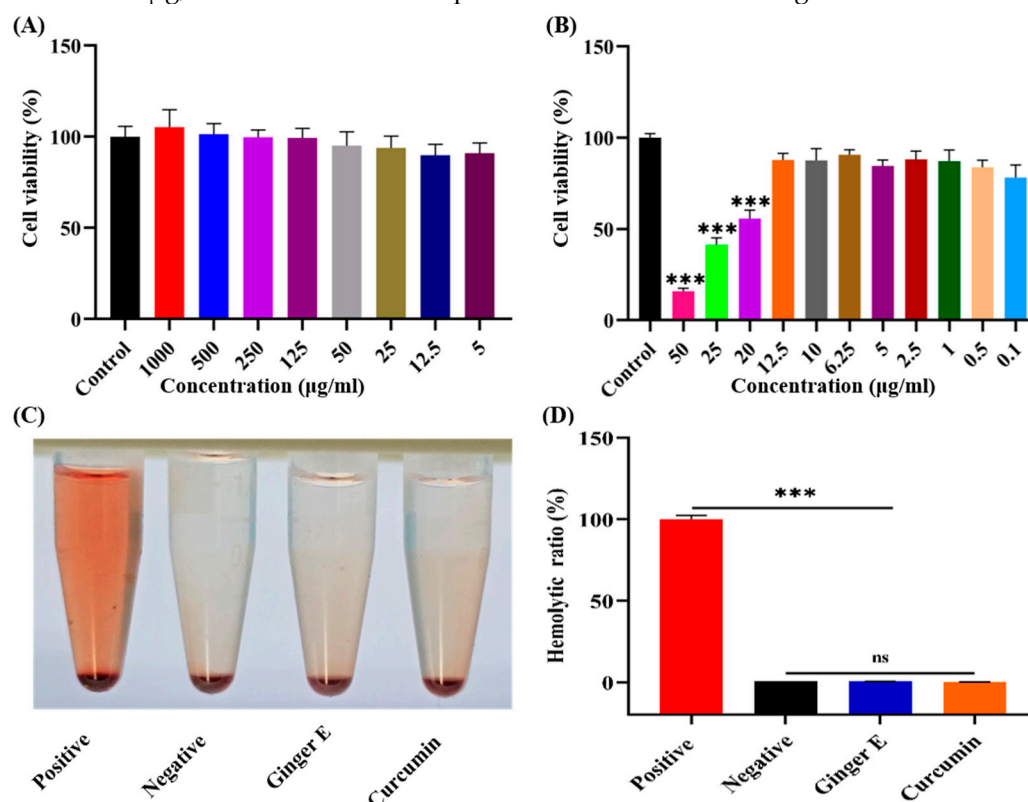 (A)
150
100
50
0
Cell viability (%)
Control
1000
500
250
125
50
25
12.5
5
Concentration (µg/ml)
(B)
150
100
50
0
Cell viability (%)
***
***
***
Control
50
25
20
12.5
10
6.25
5
2.5
1
0.5
0.1
Concentration (µg/ml)
(C)
Positive
Negative
Ginger E
Curcumin
(D)
150
100
50
0
Hemolytic ratio (%)
***
ns
Positive
Negative
Ginger E
Curcumin